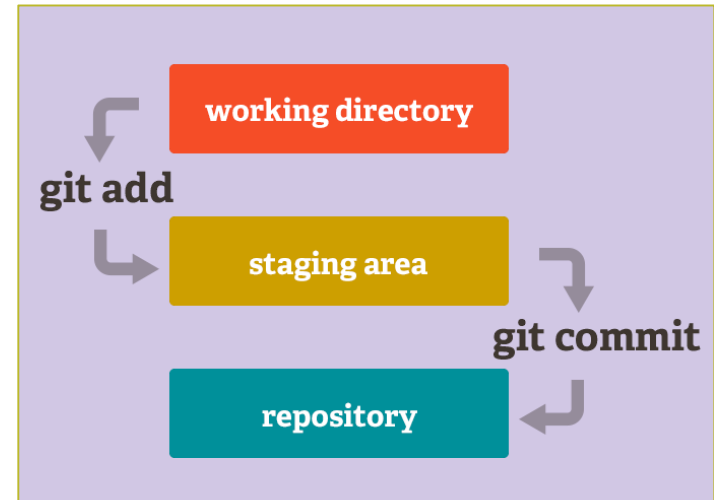 working directory
git add
staging area
git commit
repository